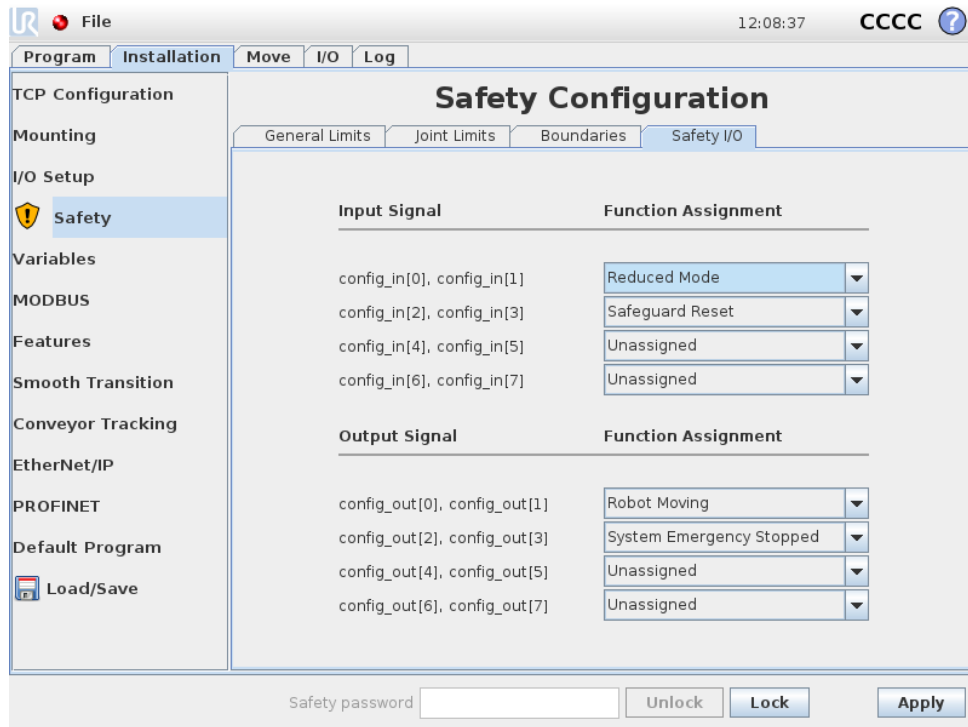 UR File 12:08:37 CCCC ?
Program Installation Move I/O Log
TCP Configuration
Mounting
I/O Setup
Safety
Variables
MODBUS
Features
Smooth Transition
Conveyor Tracking
EtherNet/IP
PROFINET
Default Program
Load/Save
Safety Configuration
General Limits Joint Limits Boundaries Safety I/O
Input Signal Function Assignment
config_in[0], config_in[1] Reduced Mode
config_in[2], config_in[3] Safeguard Reset
config_in[4], config_in[5] Unassigned
config_in[6], config_in[7] Unassigned
Output Signal Function Assignment
config_out[0], config_out[1] Robot Moving
config_out[2], config_out[3] System Emergency Stopped
config_out[4], config_out[5] Unassigned
config_out[6], config_out[7] Unassigned
Safety password Unlock Lock Apply